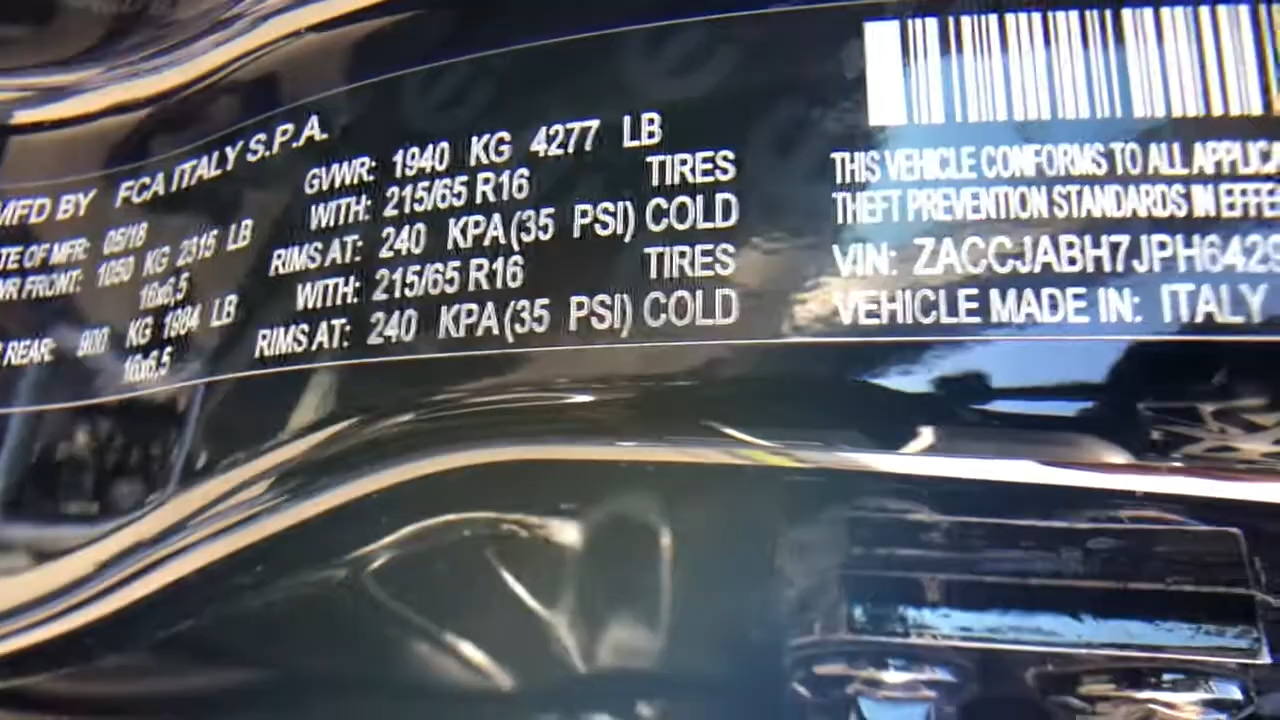 MFD BY FCA ITALY S.P.A.
TE OF MFR: 05/18
WR FRONT: 1050 KG 2315 LB
16x6,5
REAR: 900 KG 1984 LB
16x6,5
GVWR: 1940 KG 4277 LB
WITH: 215/65 R16 TIRES
RIMS AT: 240 KPA (35 PSI) COLD
WITH: 215/65 R16 TIRES
RIMS AT: 240 KPA (35 PSI) COLD
THIS VEHICLE CONFORMS TO ALL APPLICA
THEFT PREVENTION STANDARDS IN EFFE
VIN: ZACCJABH7JPH6429
VEHICLE MADE IN: ITALY